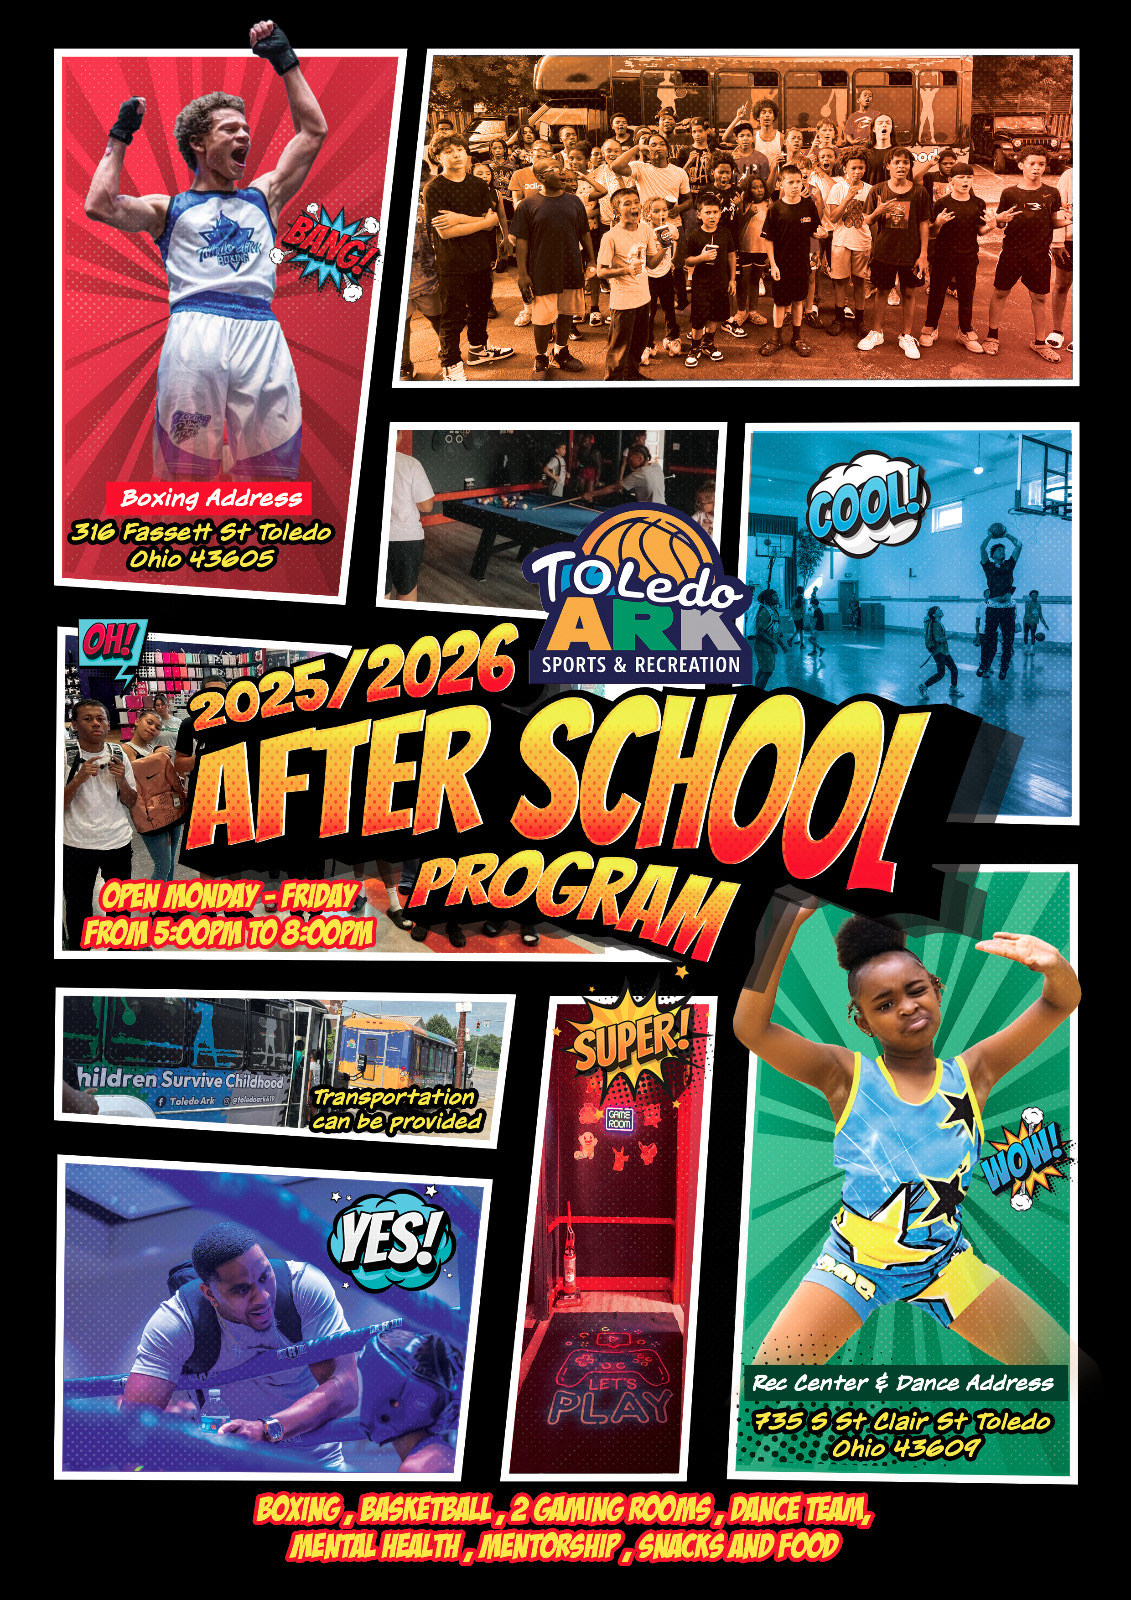 Toledo ARK
BOXING
BANG!
Boxing Address
316 Fassett St Toledo
Ohio 43605
COOL!
TOLedo
ARK
SPORTS & RECREATION
OH!
2025/2026
AFTER SCHOOL
PROGRAM
OPEN MONDAY - FRIDAY
FROM 5:00PM TO 8:00PM
hildren Survive Childhood
ToledoArk @toledoark419
Transportation
can be provided
SUPER!
GAME
ROOM
LET'S
PLAY
YES!
WOW!
Rec Center & Dance Address
735 S St Clair St Toledo
Ohio 43609
BOXING , BASKETBALL , 2 GAMING ROOMS , DANCE TEAM,
MENTAL HEALTH , MENTORSHIP , SNACKS AND FOOD